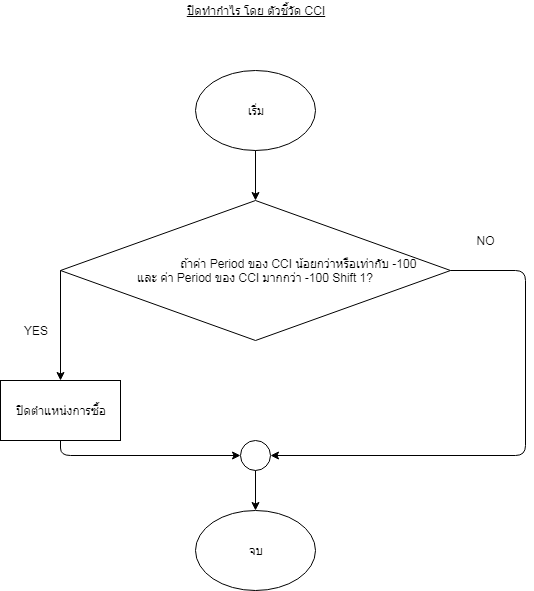 ปิดทำกำไร โดย ตัวชี้วัด CCI
เริ่ม
ถ้าค่า Period ของ CCI น้อยกว่าหรือเท่ากับ -100
และ ค่า Period ของ CCI มากกว่า -100 Shift 1?
NO
YES
ปิดตำแหน่งการซื้อ
จบ